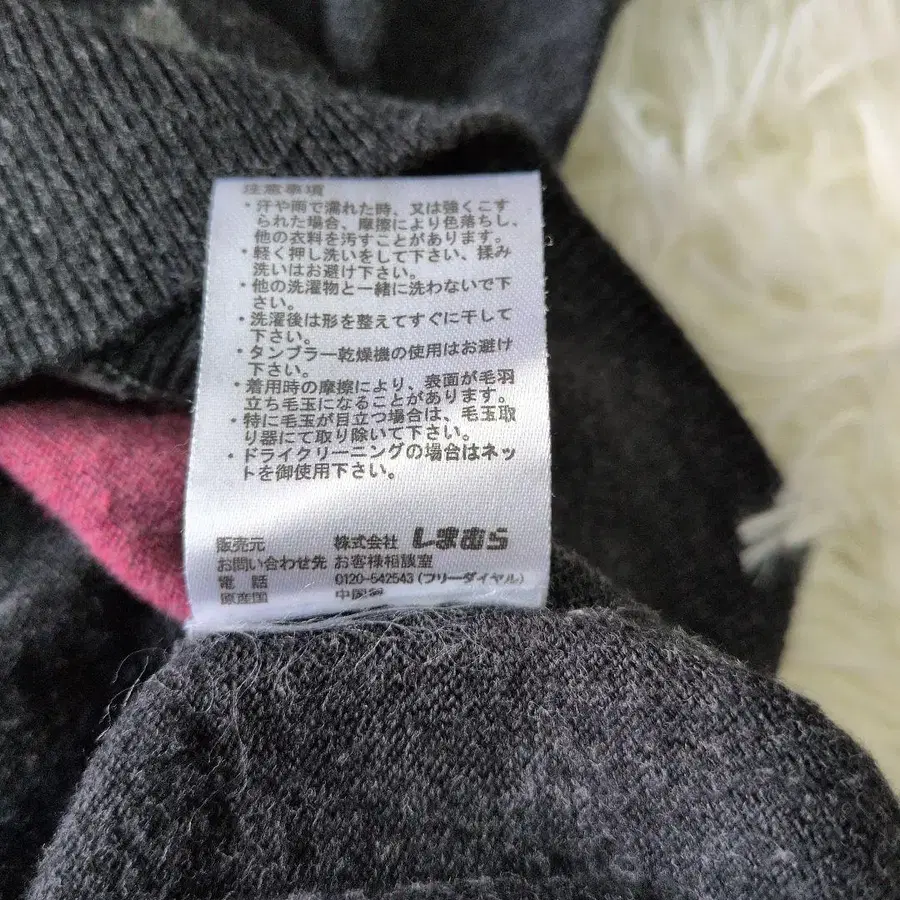 注意事項
・汗や雨で濡れた時、又は強くこす
られた場合、摩擦により色落ちし、
他の衣料を汚すことがあります。
・軽く押し洗いをして下さい、揉み
洗いはお避け下さい。
・他の洗濯物と一緒に洗わないで下
さい。
・洗濯後は形を整えてすぐに干して
下さい。
・タンブラー乾燥機の使用はお避け
下さい。
・着用時の摩擦により、表面が毛羽
立ち毛玉になることがあります。
・特に毛玉が目立つ場合は、毛玉取
り器にて取り除いて下さい。
・ドライクリーニングの場合はネッ
トを御使用下さい。
販売元 株式会社 しまむら
お問い合わせ先 お客様相談室
電 話 0120-542543 (フリーダイヤル)
原産国 中国製